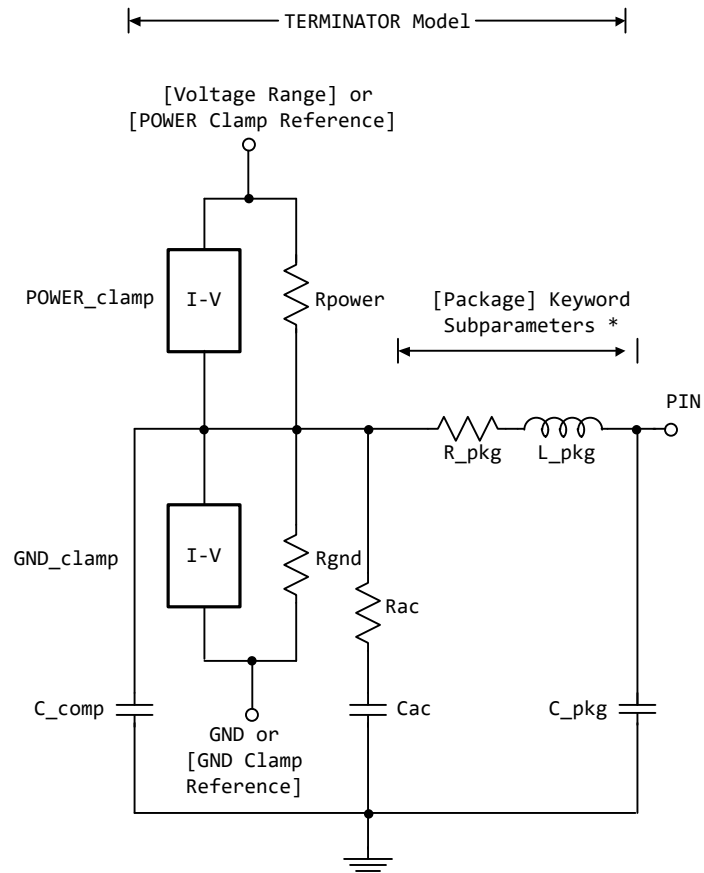 TERMINATOR Model
[Voltage Range] or
[POWER Clamp Reference]
POWER_clamp
I-V
Rpower
[Package] Keyword
Subparameters *
PIN
R_pkg
L_pkg
GND_clamp
I-V
Rgnd
Rac
C_comp
Cac
C_pkg
GND or
[GND Clamp
Reference]